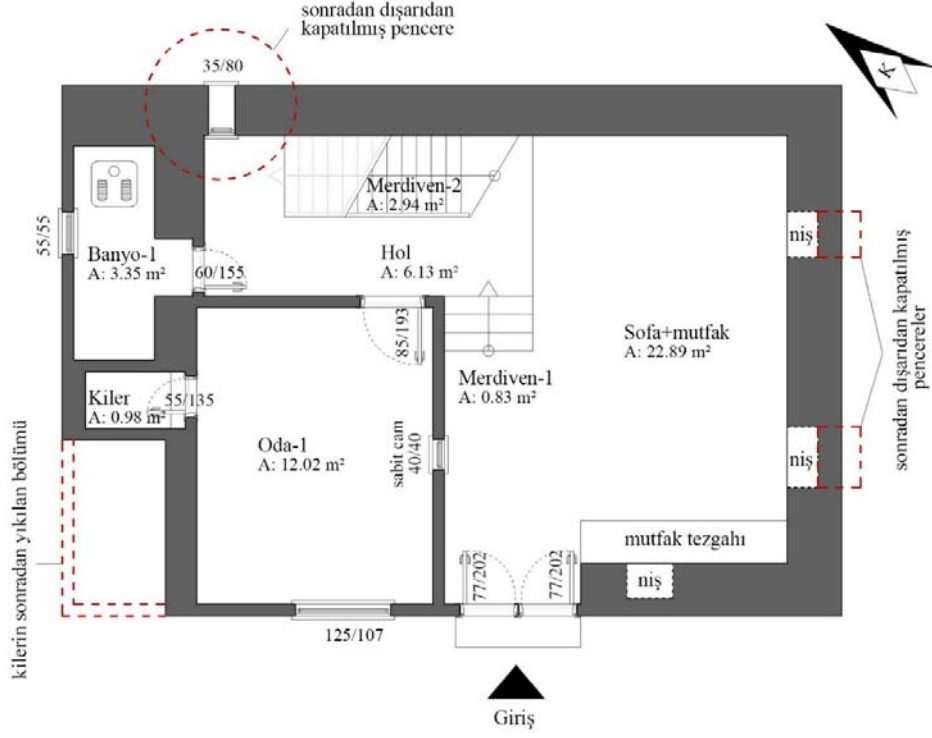 sonradan dışarıdan
kapatılmış pencere
35/80
K
Merdiven-2
A: 2.94 m²
55/55
Banyo-1
A: 3.35 m²
60/155
Hol
A: 6.13 m²
niş
85/193
Sofa+mutfak
A: 22.89 m²
sonradan dışarıdan kapatılmış
pencereler
Merdiven-1
A: 0.83 m²
Kiler
A: 0.98 m²
55/135
Oda-1
A: 12.02 m²
sabit cam
40/40
niş
kilerin sonradan yıkılan bölümü
mutfak tezgahı
77/202
77/202
niş
125/107
Giriş